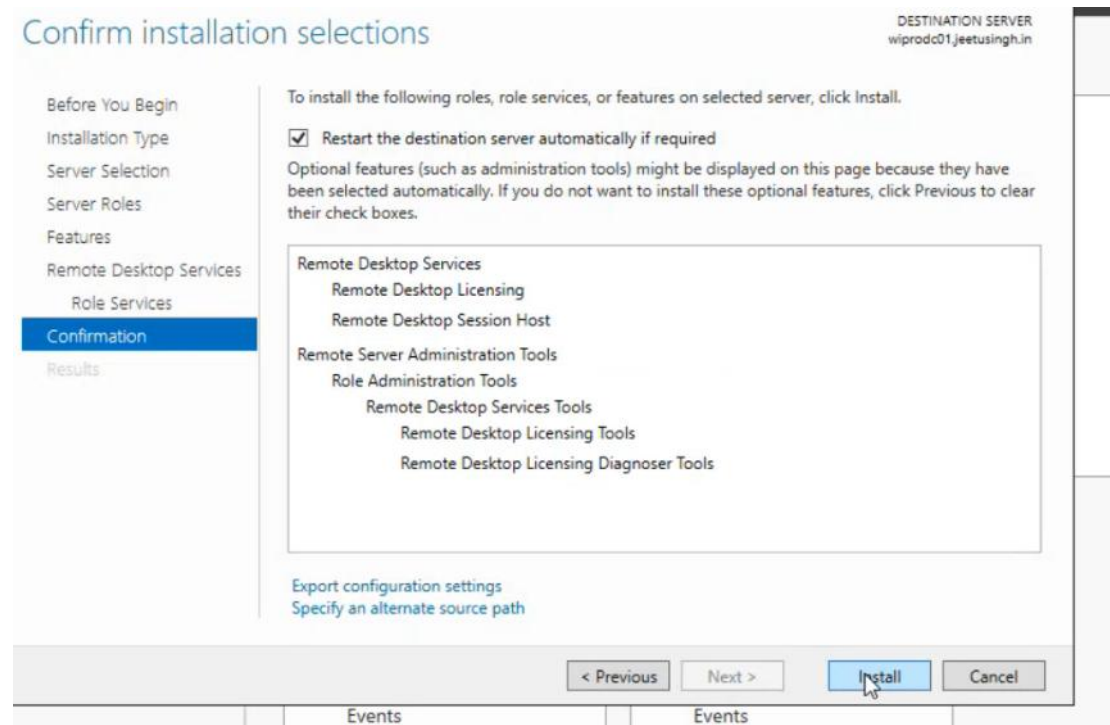 Confirm installation selections
DESTINATION SERVER
wiprodc01.jeetusingh.in
Before You Begin
Installation Type
Server Selection
Server Roles
Features
Remote Desktop Services
Role Services
Confirmation
Results
To install the following roles, role services, or features on selected server, click Install.
Restart the destination server automatically if required
Optional features (such as administration tools) might be displayed on this page because they have
been selected automatically. If you do not want to install these optional features, click Previous to clear
their check boxes.
Remote Desktop Services
Remote Desktop Licensing
Remote Desktop Session Host
Remote Server Administration Tools
Role Administration Tools
Remote Desktop Services Tools
Remote Desktop Licensing Tools
Remote Desktop Licensing Diagnoser Tools
Export configuration settings
Specify an alternate source path
< Previous
Next >
Install
Cancel
Events
Events